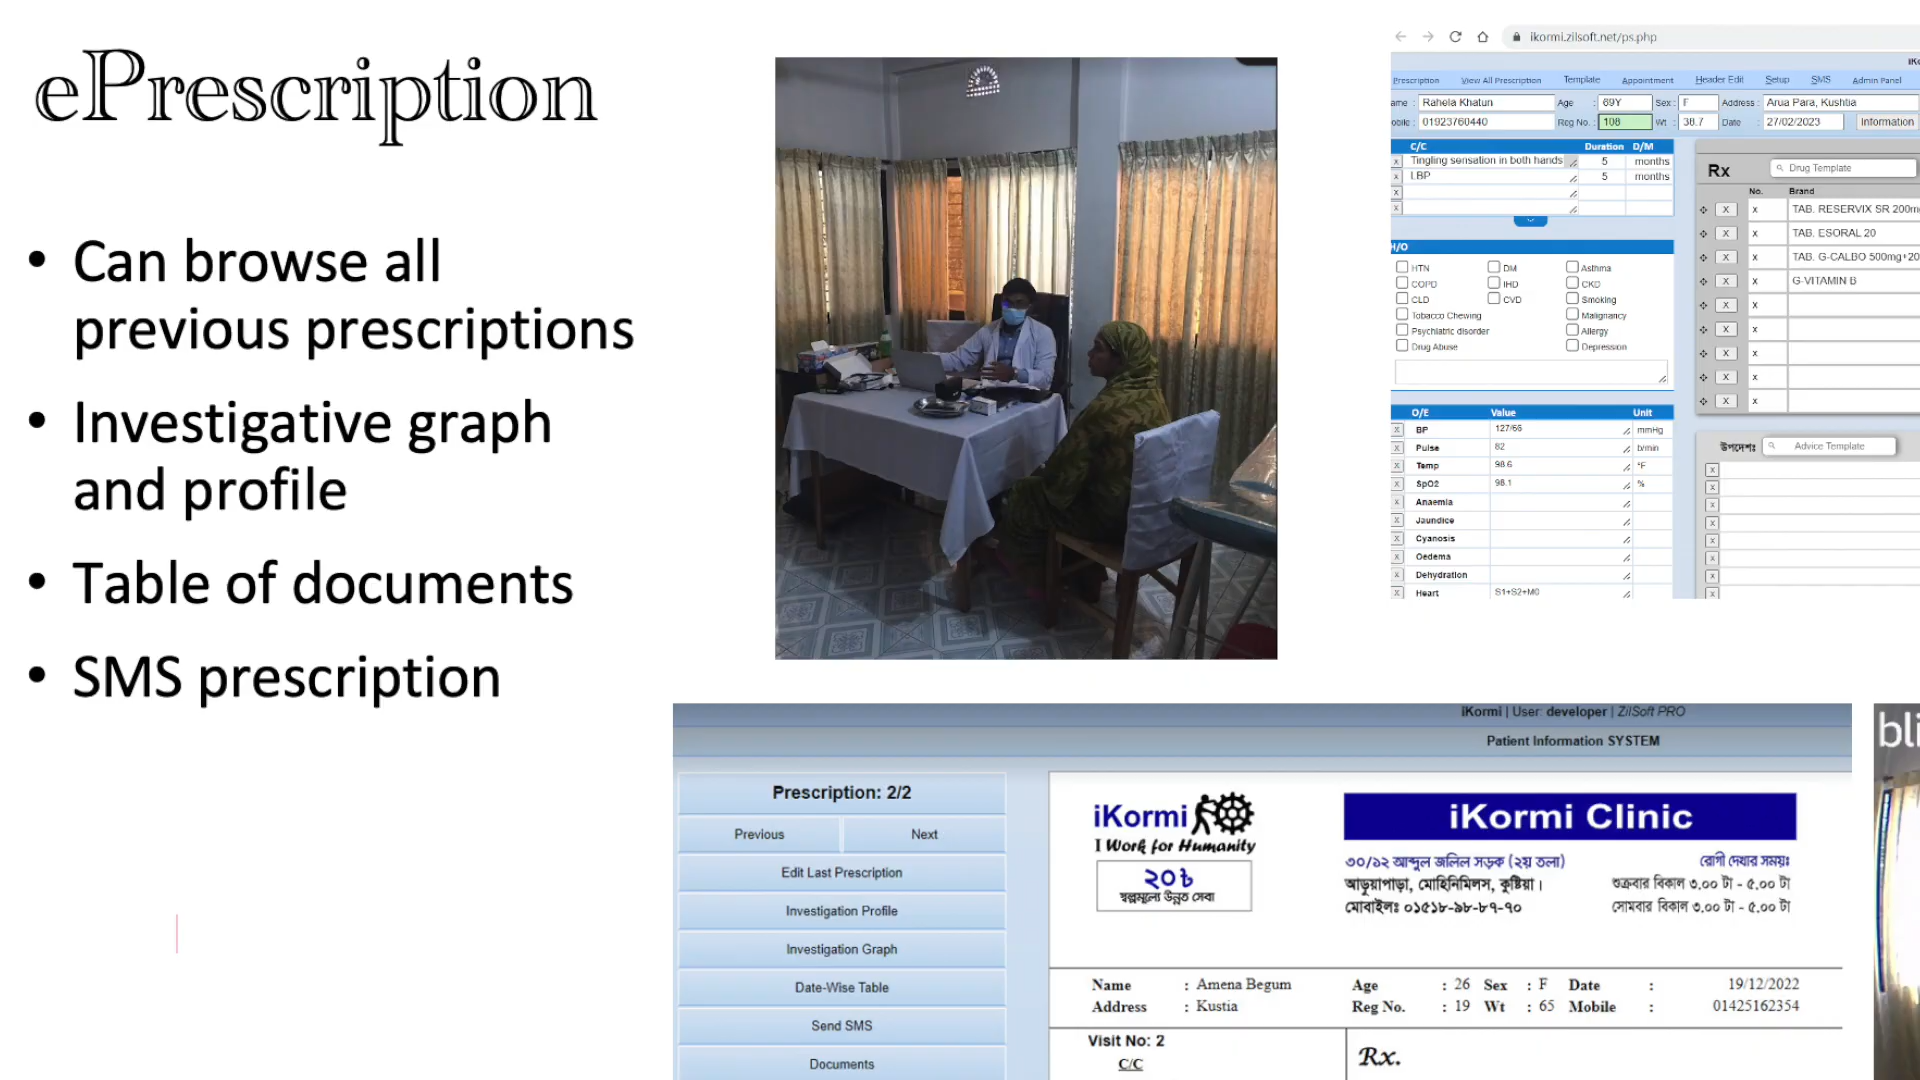 ePrescription
• Can browse all
previous prescriptions
• Investigative graph
and profile
• Table of documents
• SMS prescription
ikormi.zilsoft.net/ps.php
Prescription View All Prescription Template Appointment Header Edit Setup SMS Admin Panel
ame : Rahela Khatun Age : 69Y Sex : F Address : Arua Para, Kushtia
obile : 01923760440 Reg No. : 108 Wt : 38.7 Date : 27/02/2023 Information
C/C Duration D/M
x Tingling sensation in both hands 5 months
x LBP 5 months
x
x
H/O
HTN DM Asthma
COPD IHD CKD
CLD CVD Smoking
Tobacco Chewing Malignancy
Psychiatric disorder Allergy
Drug Abuse Depression
O/E Value Unit
x BP 127/66 mmHg
x Pulse 82 b/min
x Temp 98.6 °F
x SpO2 98.1 %
x Anaemia
x Jaundice
x Cyanosis
x Oedema
x Dehydration
x Heart S1+S2+M0
Rx Drug Template
No. Brand
X x TAB. RESERVIX SR 200m
X x TAB. ESORAL 20
X x TAB. G-CALBO 500mg+20
X x G-VITAMIN B
X x
X x
X x
X x
X x
উপদেশঃ Advice Template
x
x
x
x
x
x
x
x
iKormi | User: developer | ZilSoft PRO
Patient Information SYSTEM
Prescription: 2/2
Previous Next
Edit Last Prescription
Investigation Profile
Investigation Graph
Date-Wise Table
Send SMS
Documents
iKormi
I Work for Humanity
২০৳
স্বল্পমূল্যে উন্নত সেবা
iKormi Clinic
৩০/১২ আব্দুল জলিল সড়ক (২য় তলা)
আড়ুয়াপাড়া, মোহিনিমিলস, কুষ্টিয়া।
মোবাইলঃ ০১৫১৮-৯৮-৮৭-৭০
রোগী দেখার সময়ঃ
শুক্রবার বিকাল ৩.০০ টা - ৫.০০ টা
সোমবার বিকাল ৩.০০ টা - ৫.০০ টা
Name : Amena Begum Age : 26 Sex : F Date : 19/12/2022
Address : Kustia Reg No. : 19 Wt : 65 Mobile : 01425162354
Visit No: 2
C/C
Rx.
bli